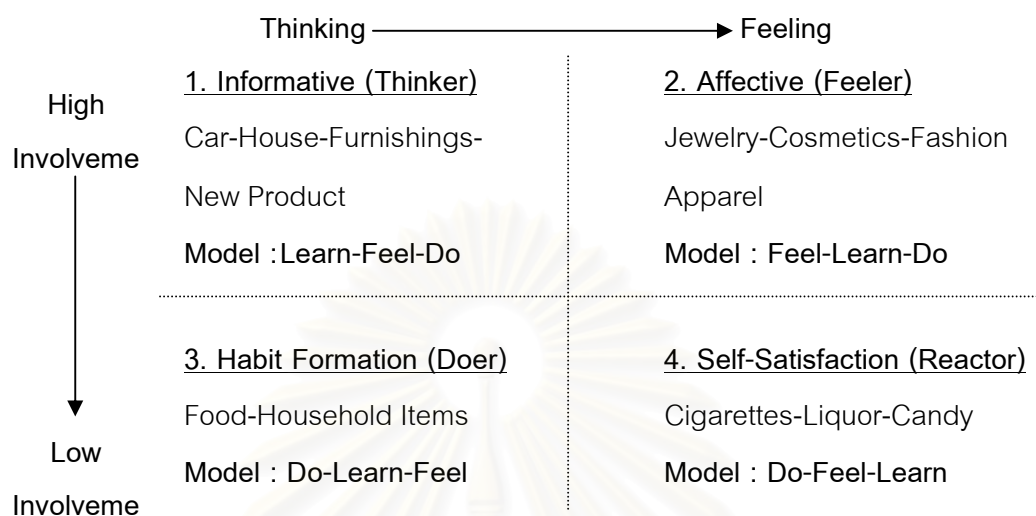 Thinking Feeling
High
Involveme
1. Informative (Thinker)
Car-House-Furnishings-
New Product
Model : Learn-Feel-Do
2. Affective (Feeler)
Jewelry-Cosmetics-Fashion
Apparel
Model : Feel-Learn-Do
Low
Involveme
3. Habit Formation (Doer)
Food-Household Items
Model : Do-Learn-Feel
4. Self-Satisfaction (Reactor)
Cigarettes-Liquor-Candy
Model : Do-Feel-Learn